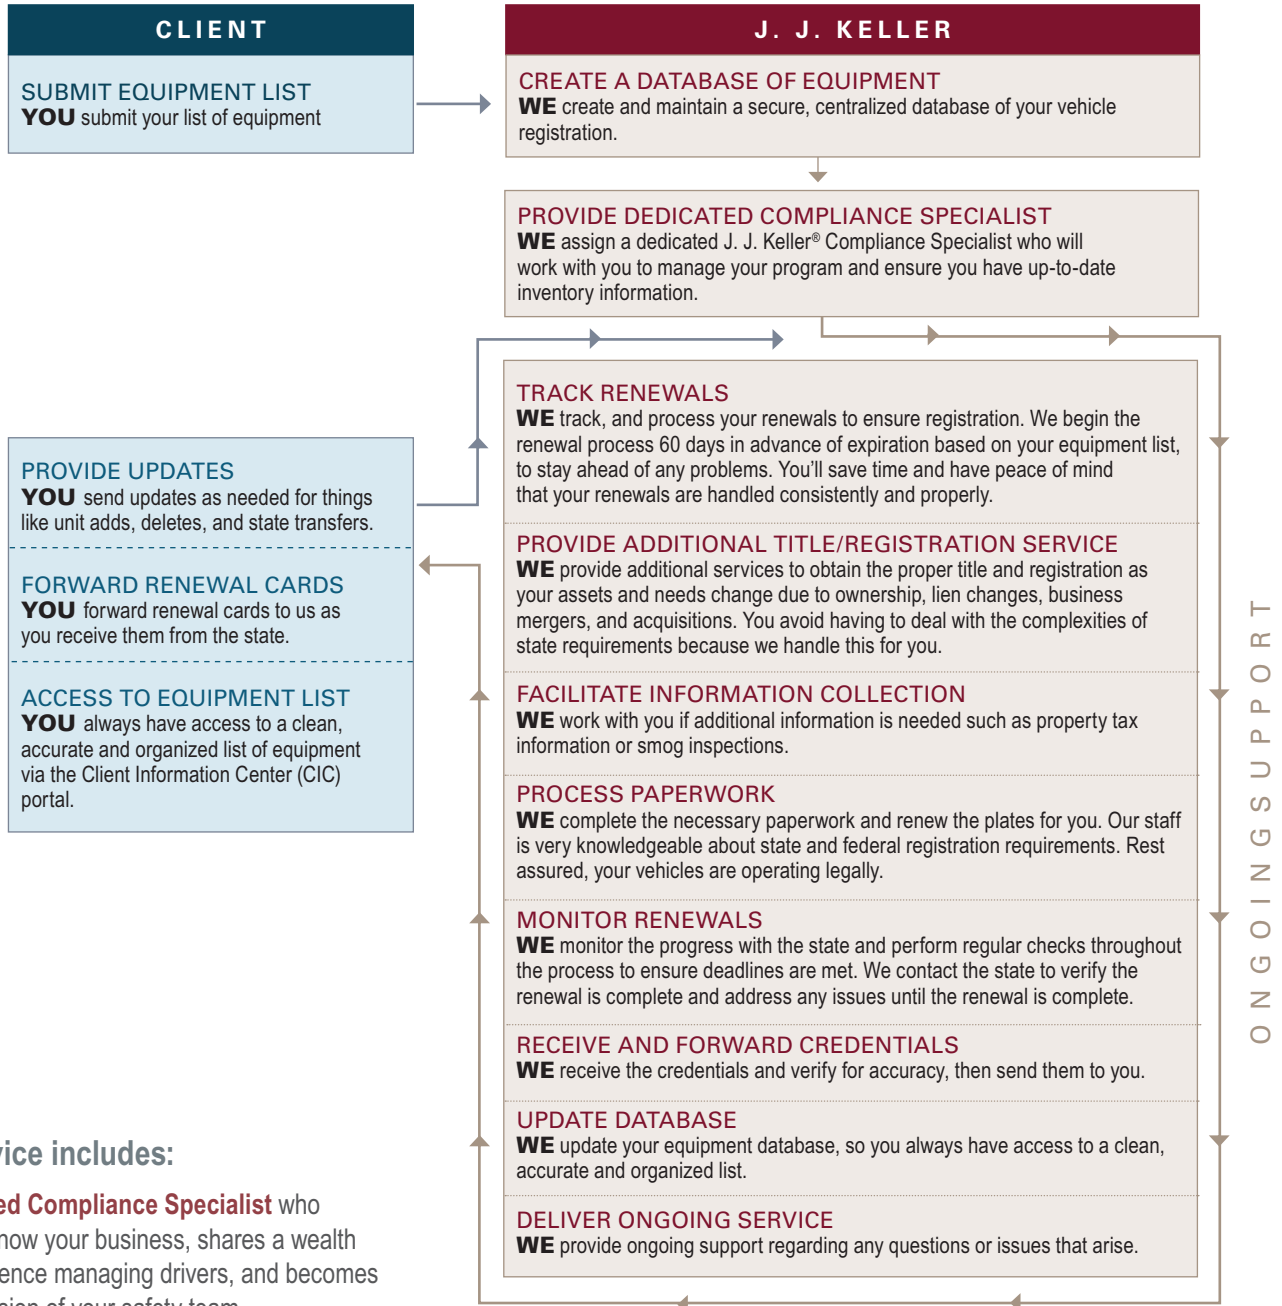 CLIENT
SUBMIT EQUIPMENT LIST
YOU submit your list of equipment
J. J. KELLER
CREATE A DATABASE OF EQUIPMENT
WE create and maintain a secure, centralized database of your vehicle
registration.
PROVIDE DEDICATED COMPLIANCE SPECIALIST
WE assign a dedicated J. J. Keller® Compliance Specialist who will
work with you to manage your program and ensure you have up-to-date
inventory information.
PROVIDE UPDATES
YOU send updates as needed for things
like unit adds, deletes, and state transfers.
FORWARD RENEWAL CARDS
YOU forward renewal cards to us as
you receive them from the state.
ACCESS TO EQUIPMENT LIST
YOU always have access to a clean,
accurate and organized list of equipment
via the Client Information Center (CIC)
portal.
TRACK RENEWALS
WE track, and process your renewals to ensure registration. We begin the
renewal process 60 days in advance of expiration based on your equipment list,
to stay ahead of any problems. You’ll save time and have peace of mind
that your renewals are handled consistently and properly.
PROVIDE ADDITIONAL TITLE/REGISTRATION SERVICE
WE provide additional services to obtain the proper title and registration as
your assets and needs change due to ownership, lien changes, business
mergers, and acquisitions. You avoid having to deal with the complexities of
state requirements because we handle this for you.
FACILITATE INFORMATION COLLECTION
WE work with you if additional information is needed such as property tax
information or smog inspections.
PROCESS PAPERWORK
WE complete the necessary paperwork and renew the plates for you. Our staff
is very knowledgeable about state and federal registration requirements. Rest
assured, your vehicles are operating legally.
MONITOR RENEWALS
WE monitor the progress with the state and perform regular checks throughout
the process to ensure deadlines are met. We contact the state to verify the
renewal is complete and address any issues until the renewal is complete.
RECEIVE AND FORWARD CREDENTIALS
WE receive the credentials and verify for accuracy, then send them to you.
UPDATE DATABASE
WE update your equipment database, so you always have access to a clean,
accurate and organized list.
DELIVER ONGOING SERVICE
WE provide ongoing support regarding any questions or issues that arise.
ONGOING SUPPORT
vice includes:
ed Compliance Specialist who
now your business, shares a wealth
ence managing drivers, and becomes
sion of your safety team